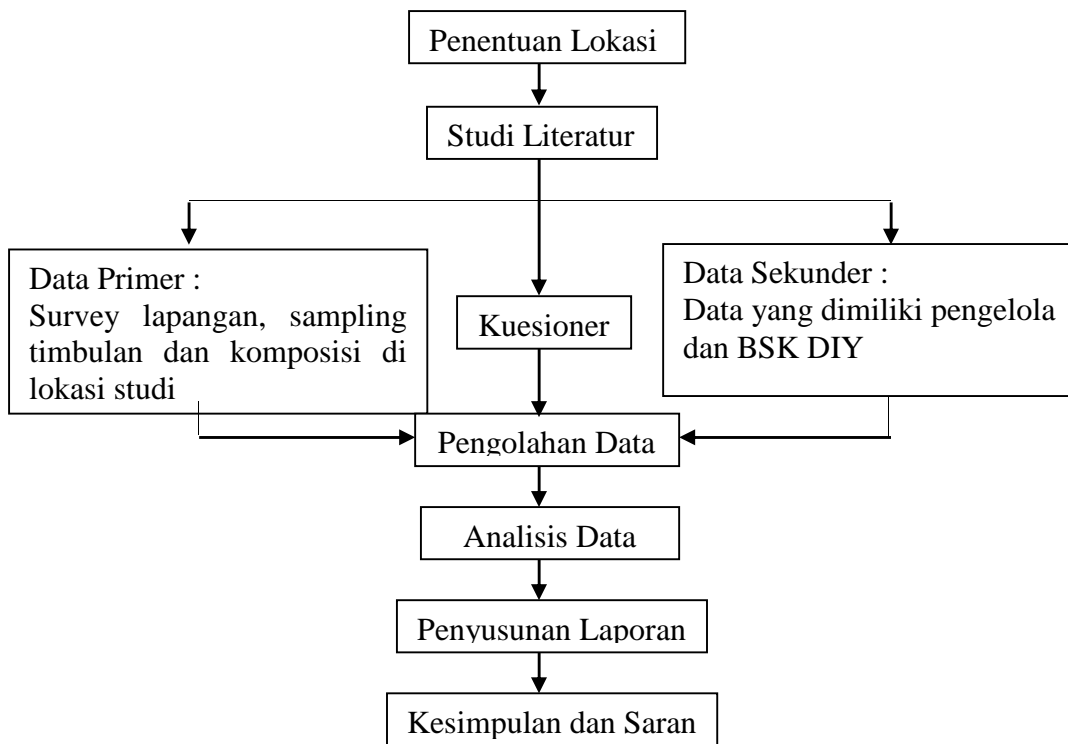 Penentuan Lokasi
Studi Literatur
Data Primer :
Survey lapangan, sampling
timbulan dan komposisi di
lokasi studi
Kuesioner
Data Sekunder :
Data yang dimiliki pengelola
dan BSK DIY
Pengolahan Data
Analisis Data
Penyusunan Laporan
Kesimpulan dan Saran